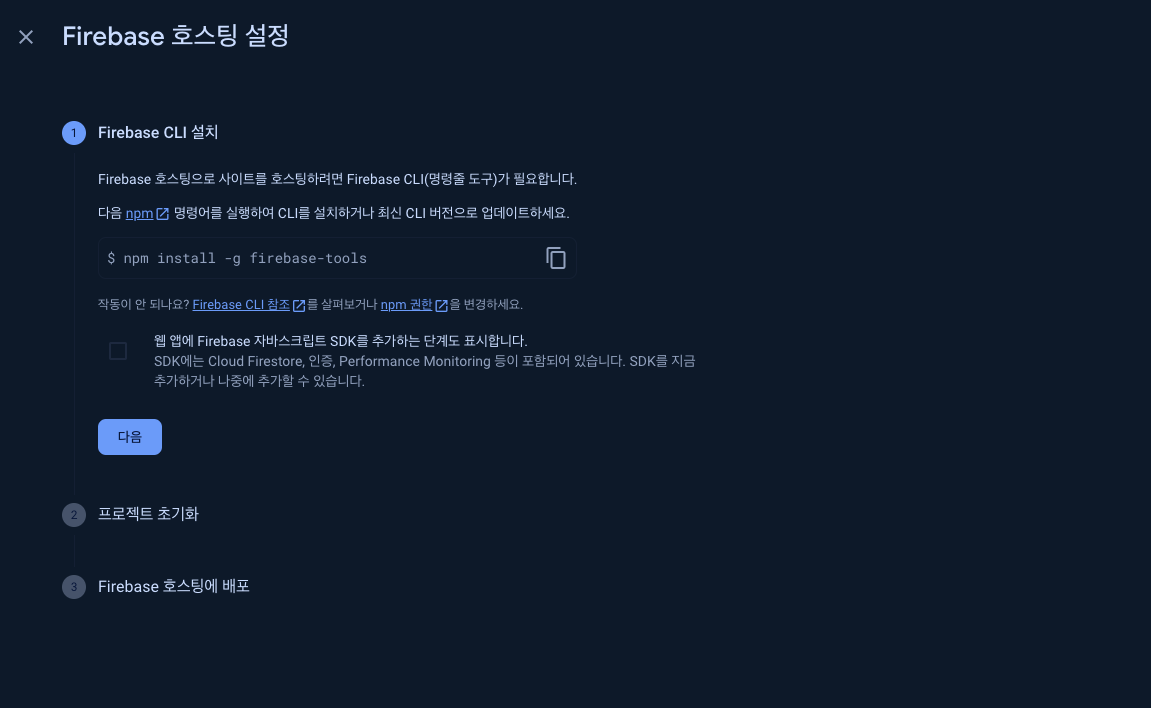 Firebase 호스팅 설정
1 Firebase CLI 설치
Firebase 호스팅으로 사이트를 호스팅하려면 Firebase CLI(명령줄 도구)가 필요합니다.
다음 npm 명령어를 실행하여 CLI를 설치하거나 최신 CLI 버전으로 업데이트하세요.
$ npm install -g firebase-tools
작동이 안 되나요? Firebase CLI 참조를 살펴보거나 npm 권한을 변경하세요.
웹 앱에 Firebase 자바스크립트 SDK를 추가하는 단계도 표시합니다.
SDK에는 Cloud Firestore, 인증, Performance Monitoring 등이 포함되어 있습니다. SDK를 지금
추가하거나 나중에 추가할 수 있습니다.
다음
2 프로젝트 초기화
3 Firebase 호스팅에 배포